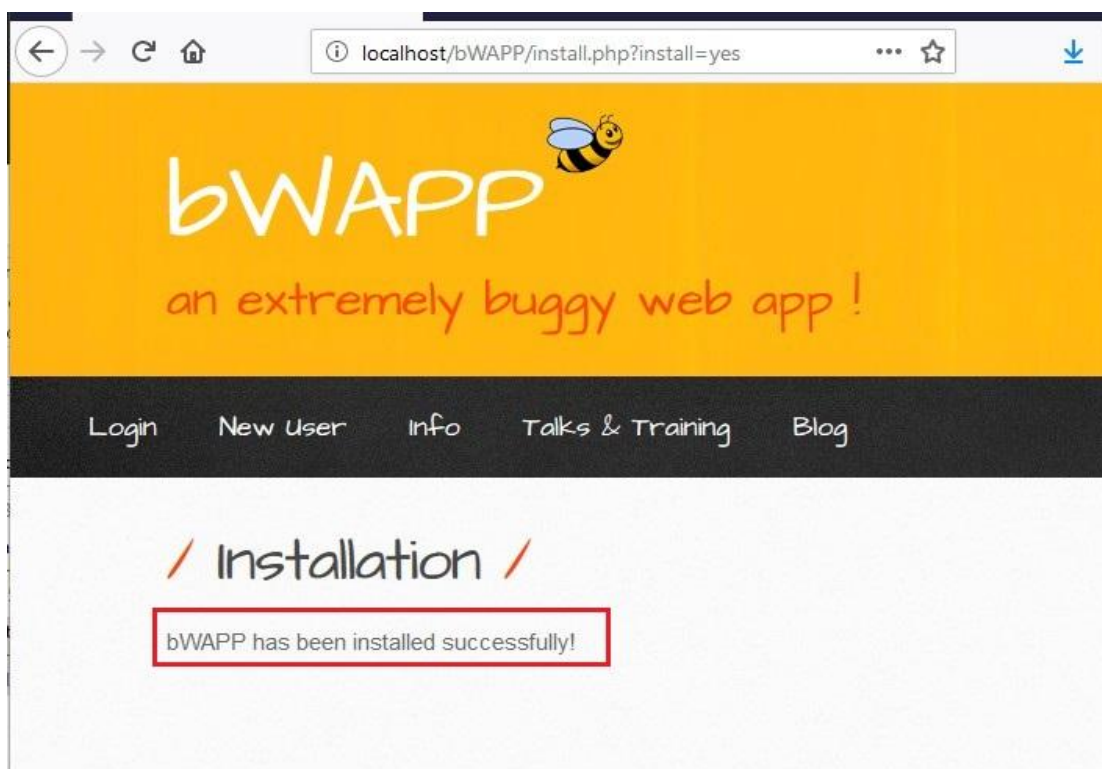 localhost/bWAPP/install.php?install=yes
bWAPP
an extremely buggy web app !
Login New User Info Talks & Training Blog
/ Installation /
bWAPP has been installed successfully!